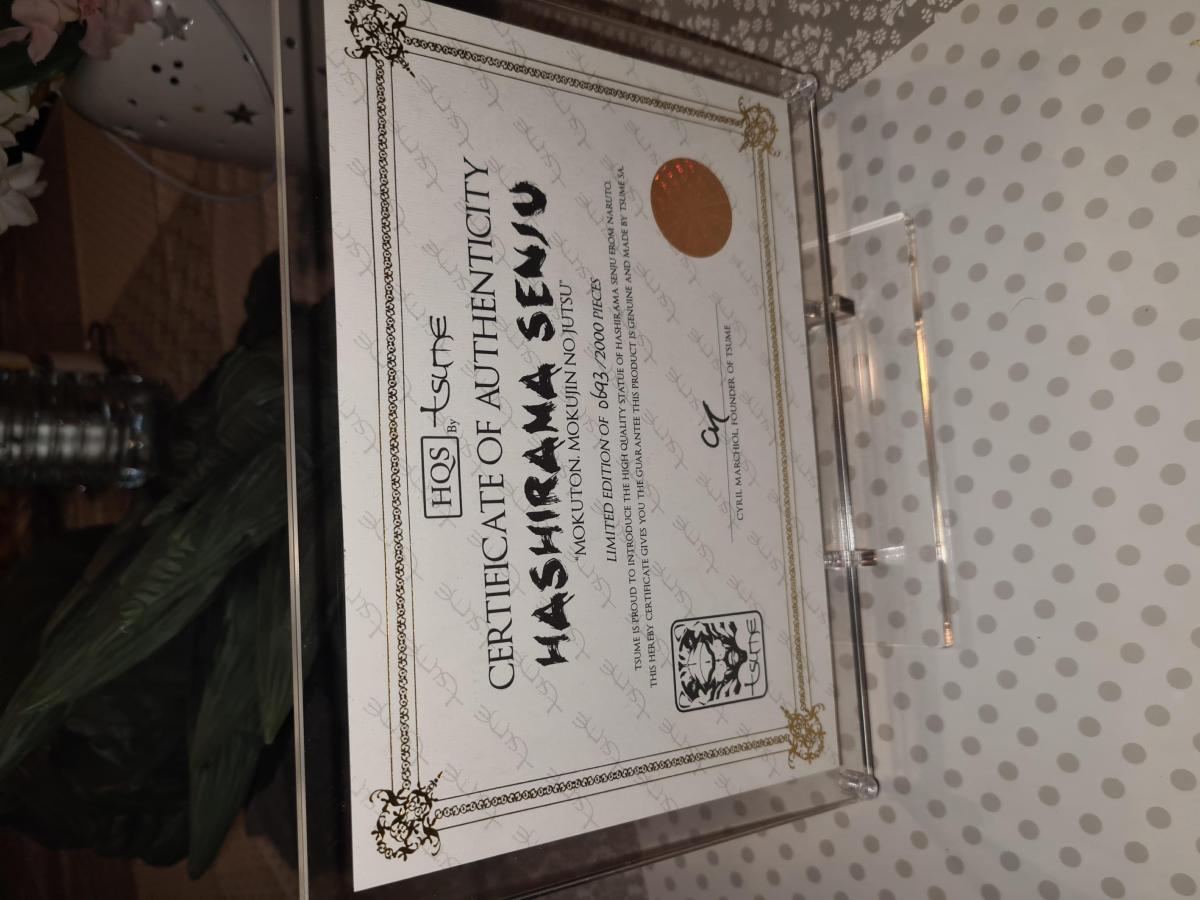 HQS By tsume
CERTIFICATE OF AUTHENTICITY
HASHIRAMA SENJU
"MOKUTON. MOKUJIN NO JUTSU"
LIMITED EDITION OF 0693/2000 PIECES
TSUME IS PROUD TO INTRODUCE THE HIGH QUALITY STATUE OF HASHIRAMA SENJU FROM NARUTO.
THIS HEREBY CERTIFICATE GIVES YOU THE GUARANTEE THIS PRODUCT IS GENUINE AND MADE BY TSUME SA.
CYRIL MARCHIOL, FOUNDER OF TSUME
tsume